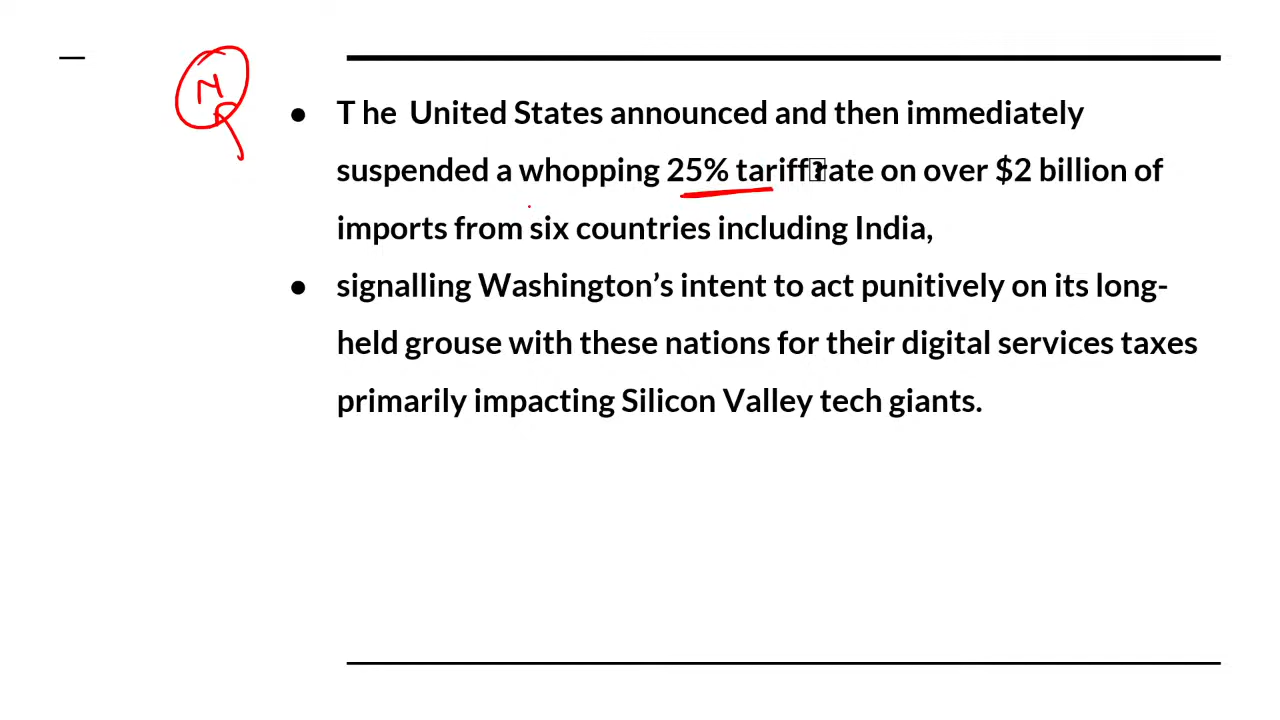 N
● T he United States announced and then immediately
suspended a whopping 25% tariff�rate on over $2 billion of
imports from six countries including India,
● signalling Washington’s intent to act punitively on its long-
held grouse with these nations for their digital services taxes
primarily impacting Silicon Valley tech giants.